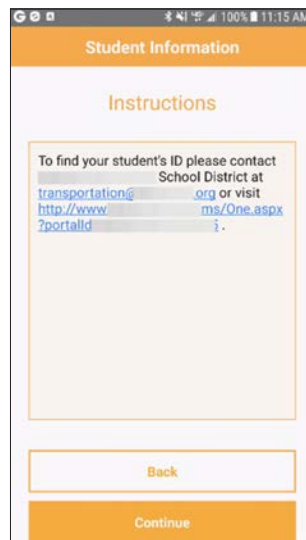 100% 11:15 AM
Student Information
Instructions
To find your student's ID please contact
School District at
transportation@ .org or visit
http://www ms/One.aspx
?portalId .
Back
Continue